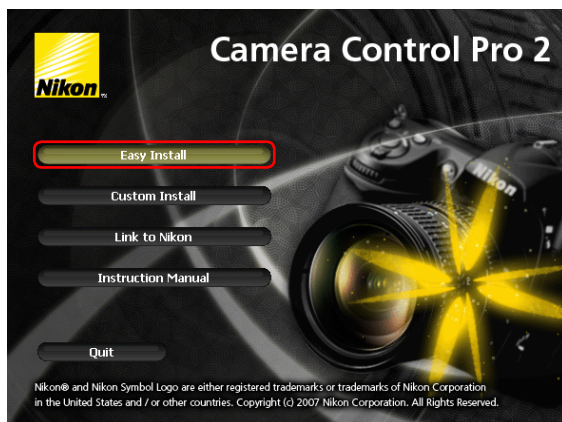 Camera Control Pro 2
Nikon
Easy Install
Custom Install
Link to Nikon
Instruction Manual
Nikon
Quit
Nikon® and Nikon Symbol Logo are either registered trademarks or trademarks of Nikon Corporation
in the United States and / or other countries. Copyright (c) 2007 Nikon Corporation. All Rights Reserved.